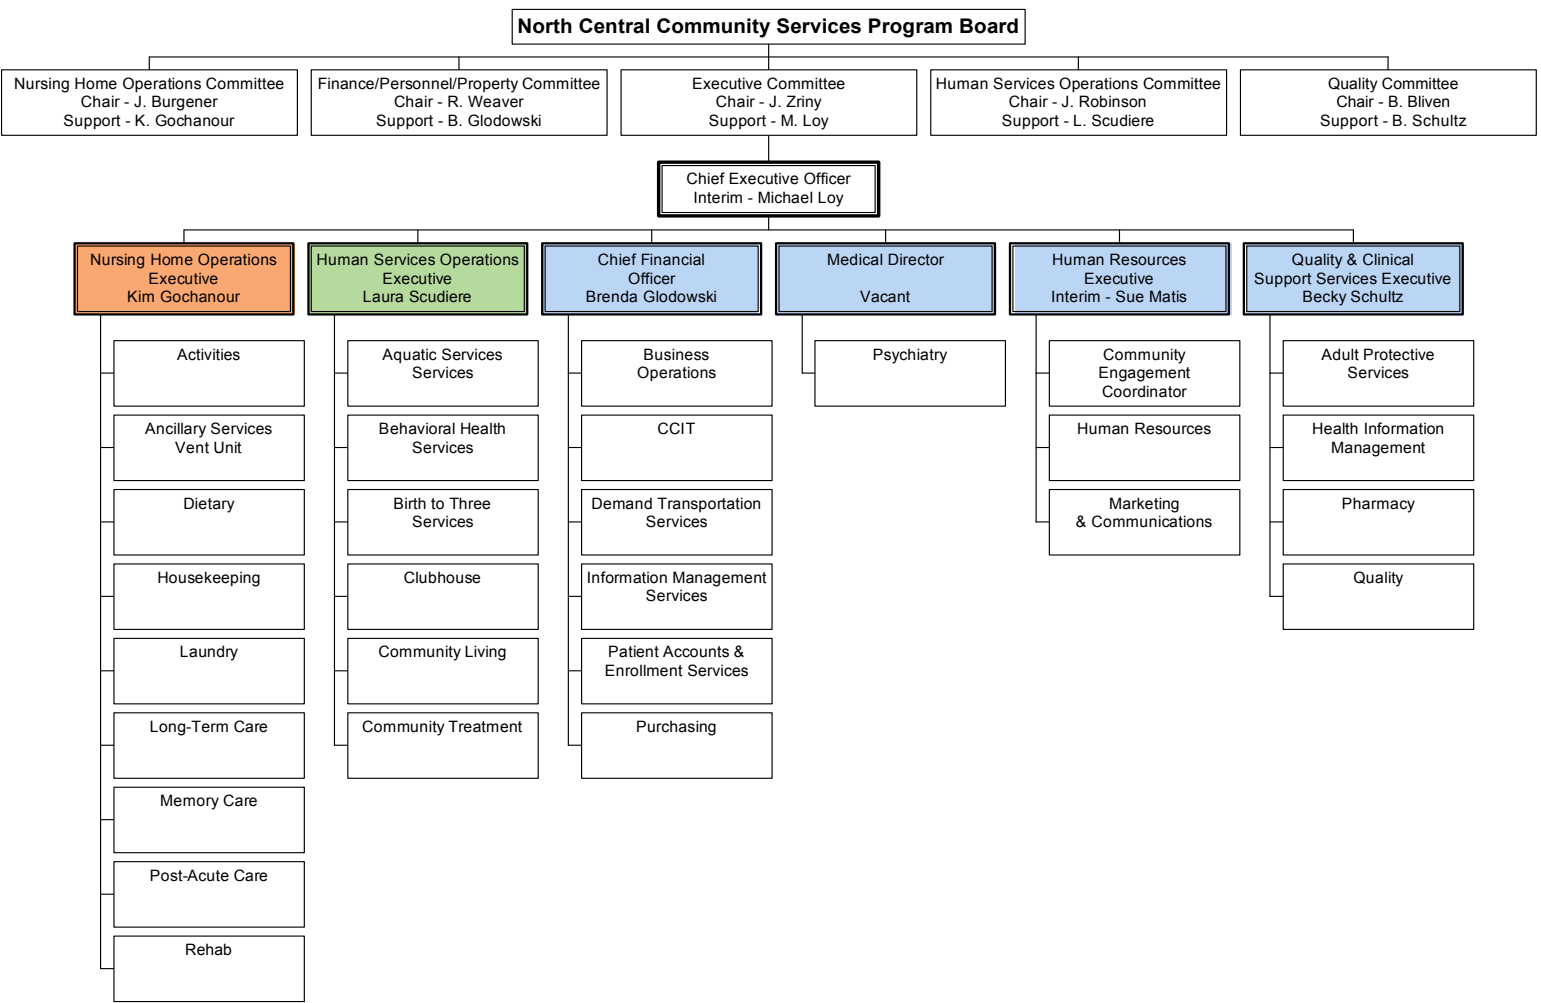 North Central Community Services Program Board
Nursing Home Operations Committee
Chair - J. Burgener
Support - K. Gochanour
Finance/Personnel/Property Committee
Chair - R. Weaver
Support - B. Glodowski
Executive Committee
Chair - J. Zriny
Support - M. Loy
Human Services Operations Committee
Chair - J. Robinson
Support - L. Scudiere
Quality Committee
Chair - B. Bliven
Support - B. Schultz
Chief Executive Officer
Interim - Michael Loy
Nursing Home Operations
Executive
Kim Gochanour
Activities
Ancillary Services
Vent Unit
Dietary
Housekeeping
Laundry
Long-Term Care
Memory Care
Post-Acute Care
Rehab
Human Services Operations
Executive
Laura Scudiere
Aquatic Services
Services
Behavioral Health
Services
Birth to Three
Services
Clubhouse
Community Living
Community Treatment
Chief Financial
Officer
Brenda Glodowski
Business
Operations
CCIT
Demand Transportation
Services
Information Management
Services
Patient Accounts &
Enrollment Services
Purchasing
Medical Director
Vacant
Psychiatry
Human Resources
Executive
Interim - Sue Matis
Community
Engagement
Coordinator
Human Resources
Marketing
& Communications
Quality & Clinical
Support Services Executive
Becky Schultz
Adult Protective
Services
Health Information
Management
Pharmacy
Quality